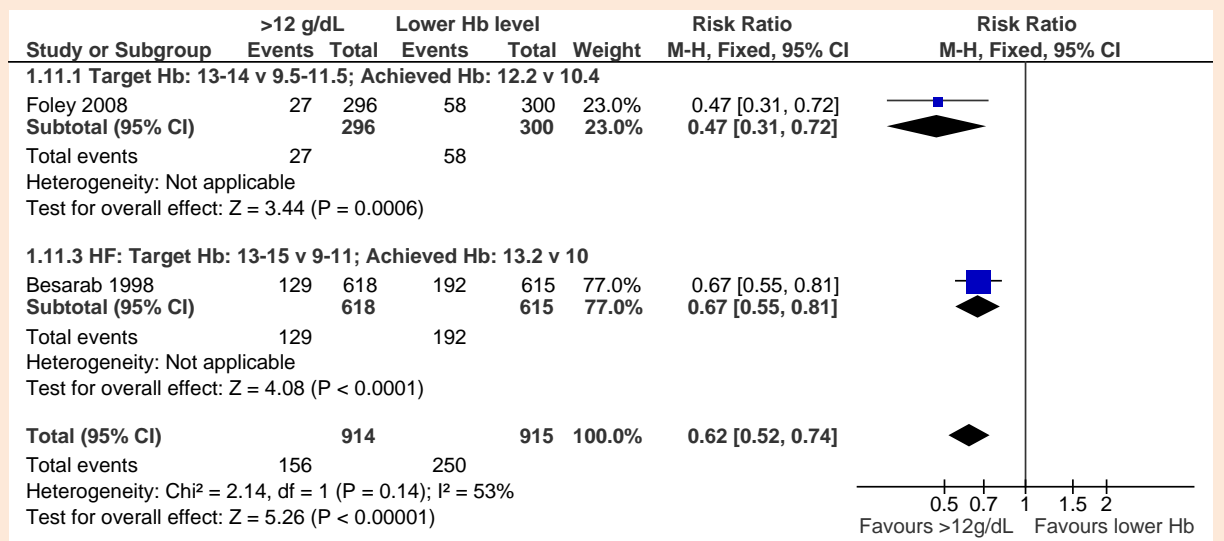 >12 g/dL Lower Hb level Risk Ratio Risk Ratio
Study or Subgroup Events Total Events Total Weight M-H, Fixed, 95% CI M-H, Fixed, 95% CI
1.11.1 Target Hb: 13-14 v 9.5-11.5; Achieved Hb: 12.2 v 10.4
Foley 2008 27 296 58 300 23.0% 0.47 [0.31, 0.72]
Subtotal (95% CI) 296 300 23.0% 0.47 [0.31, 0.72]
Total events 27 58
Heterogeneity: Not applicable
Test for overall effect: Z = 3.44 (P = 0.0006)
1.11.3 HF: Target Hb: 13-15 v 9-11; Achieved Hb: 13.2 v 10
Besarab 1998 129 618 192 615 77.0% 0.67 [0.55, 0.81]
Subtotal (95% CI) 618 615 77.0% 0.67 [0.55, 0.81]
Total events 129 192
Heterogeneity: Not applicable
Test for overall effect: Z = 4.08 (P < 0.0001)
Total (95% CI) 914 915 100.0% 0.62 [0.52, 0.74]
Total events 156 250
Heterogeneity: Chi² = 2.14, df = 1 (P = 0.14); I² = 53%
Test for overall effect: Z = 5.26 (P < 0.00001)
0.5 0.7 1 1.5 2
Favours >12g/dL Favours lower Hb